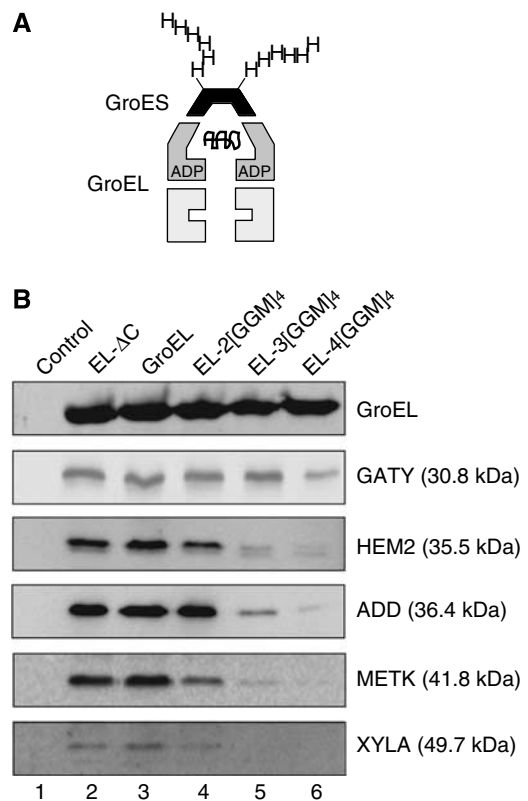 A
H H H H H H
H H H H H H
GroES
ADP ADP
GroEL
B
Control EL-ΔC GroEL EL-2[GGM]4 EL-3[GGM]4 EL-4[GGM]4
GroEL
GATY (30.8 kDa)
HEM2 (35.5 kDa)
ADD (36.4 kDa)
METK (41.8 kDa)
XYLA (49.7 kDa)
1 2 3 4 5 6